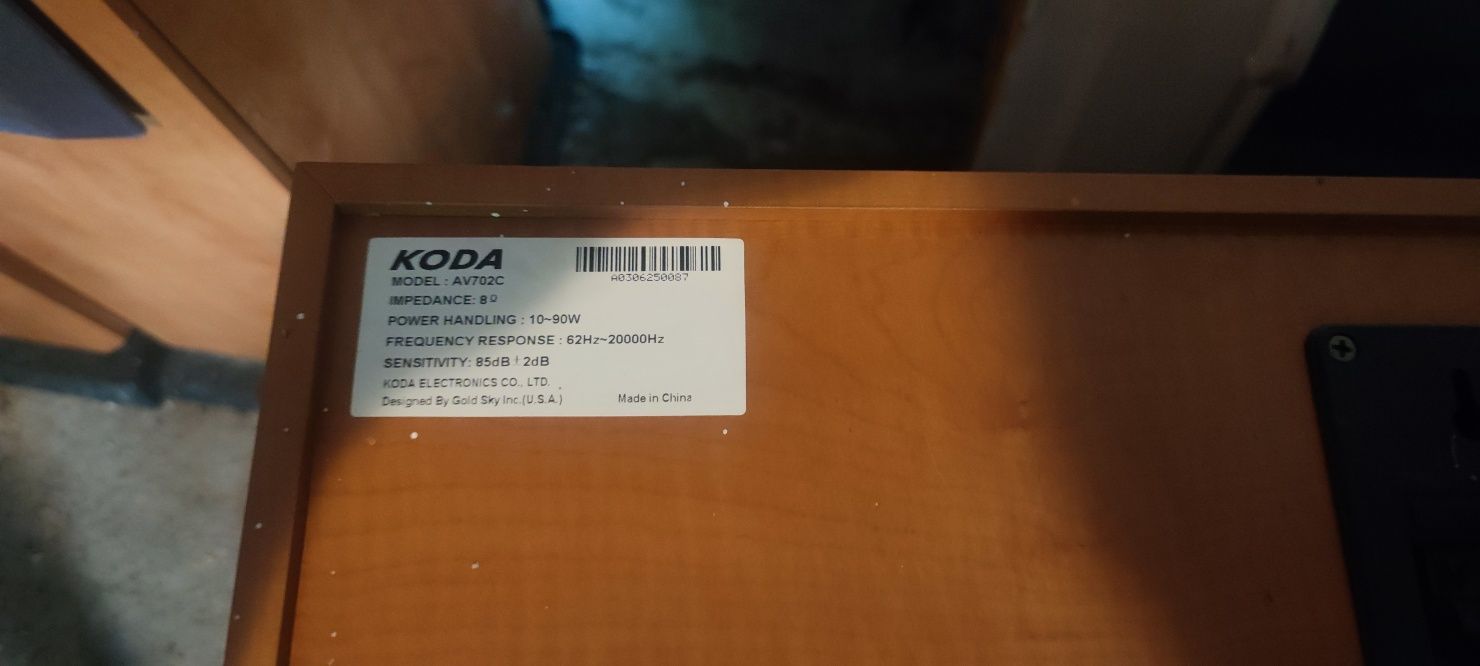 KODA
A0306250087
MODEL : AV702C
IMPEDANCE: 8Ω
POWER HANDLING : 10~90W
FREQUENCY RESPONSE : 62Hz~20000Hz
SENSITIVITY: 85dB ± 2dB
KODA ELECTRONICS CO., LTD.
Designed By Gold Sky Inc.(U.S.A.) Made in China